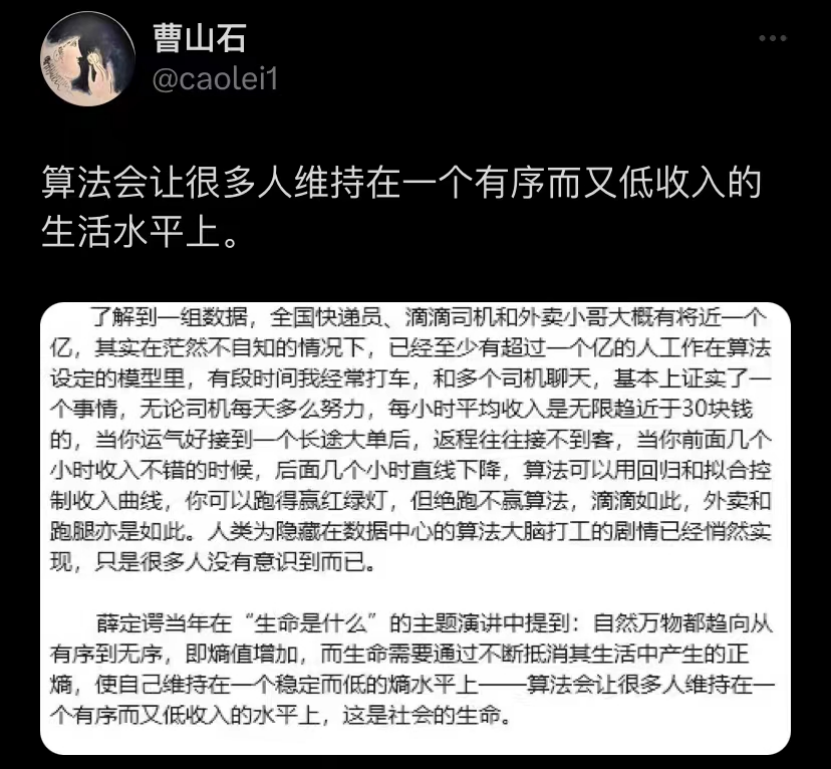 曹山石
@caolei1
算法会让很多人维持在一个有序而又低收入的
生活水平上。
了解到一组数据，全国快递员、滴滴司机和外卖小哥大概有将近一个
亿，其实在茫然不自知的情况下，已经至少有超过一个亿的人工作在算法
设定的模型里，有段时间我经常打车，和多个司机聊天，基本上证实了一
个事情，无论司机每天多么努力，每小时平均收入是无限趋近于30块钱
的，当你运气好接到一个长途大单后，返程往往接不到客，当你前面几个
小时收入不错的时候，后面几个小时直线下降，算法可以用回归和拟合控
制收入曲线，你可以跑得赢红绿灯，但绝跑不赢算法，滴滴如此，外卖和
跑腿亦是如此。人类为隐藏在数据中心的算法大脑打工的剧情已经悄然实
现，只是很多人没有意识到而已。
薛定谔当年在“生命是什么”的主题演讲中提到：自然万物都趋向从
有序到无序，即熵值增加，而生命需要通过不断抵消其生活中产生的正
熵，使自己维持在一个稳定而低的熵水平上——算法会让很多人维持在一
个有序而又低收入的水平上，这是社会的生命。